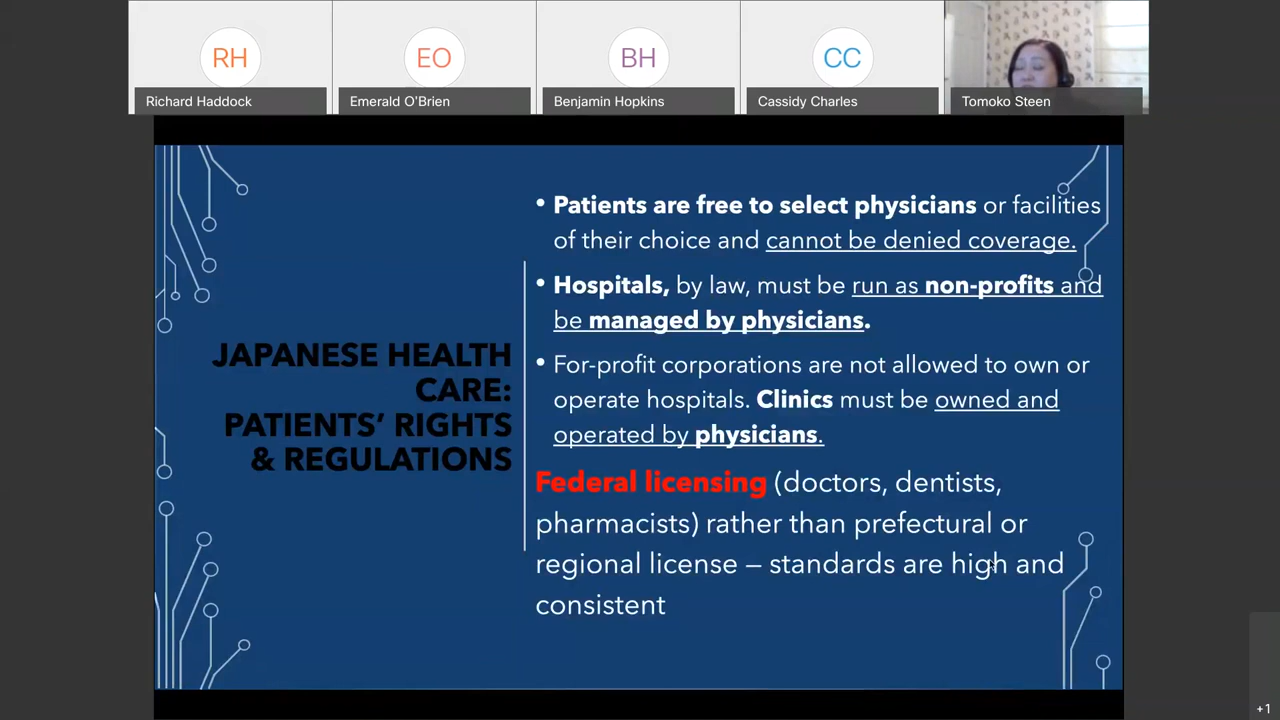 RH
EO
BH
CC
Richard Haddock
Emerald O'Brien
Benjamin Hopkins
Cassidy Charles
Tomoko Steen
JAPANESE HEALTH
CARE:
PATIENTS' RIGHTS
& REGULATIONS
• Patients are free to select physicians or facilities
of their choice and cannot be denied coverage.
• Hospitals, by law, must be run as non-profits and
be managed by physicians.
• For-profit corporations are not allowed to own or
operate hospitals. Clinics must be owned and
operated by physicians.
Federal licensing (doctors, dentists,
pharmacists) rather than prefectural or
regional license – standards are high and
consistent
+1